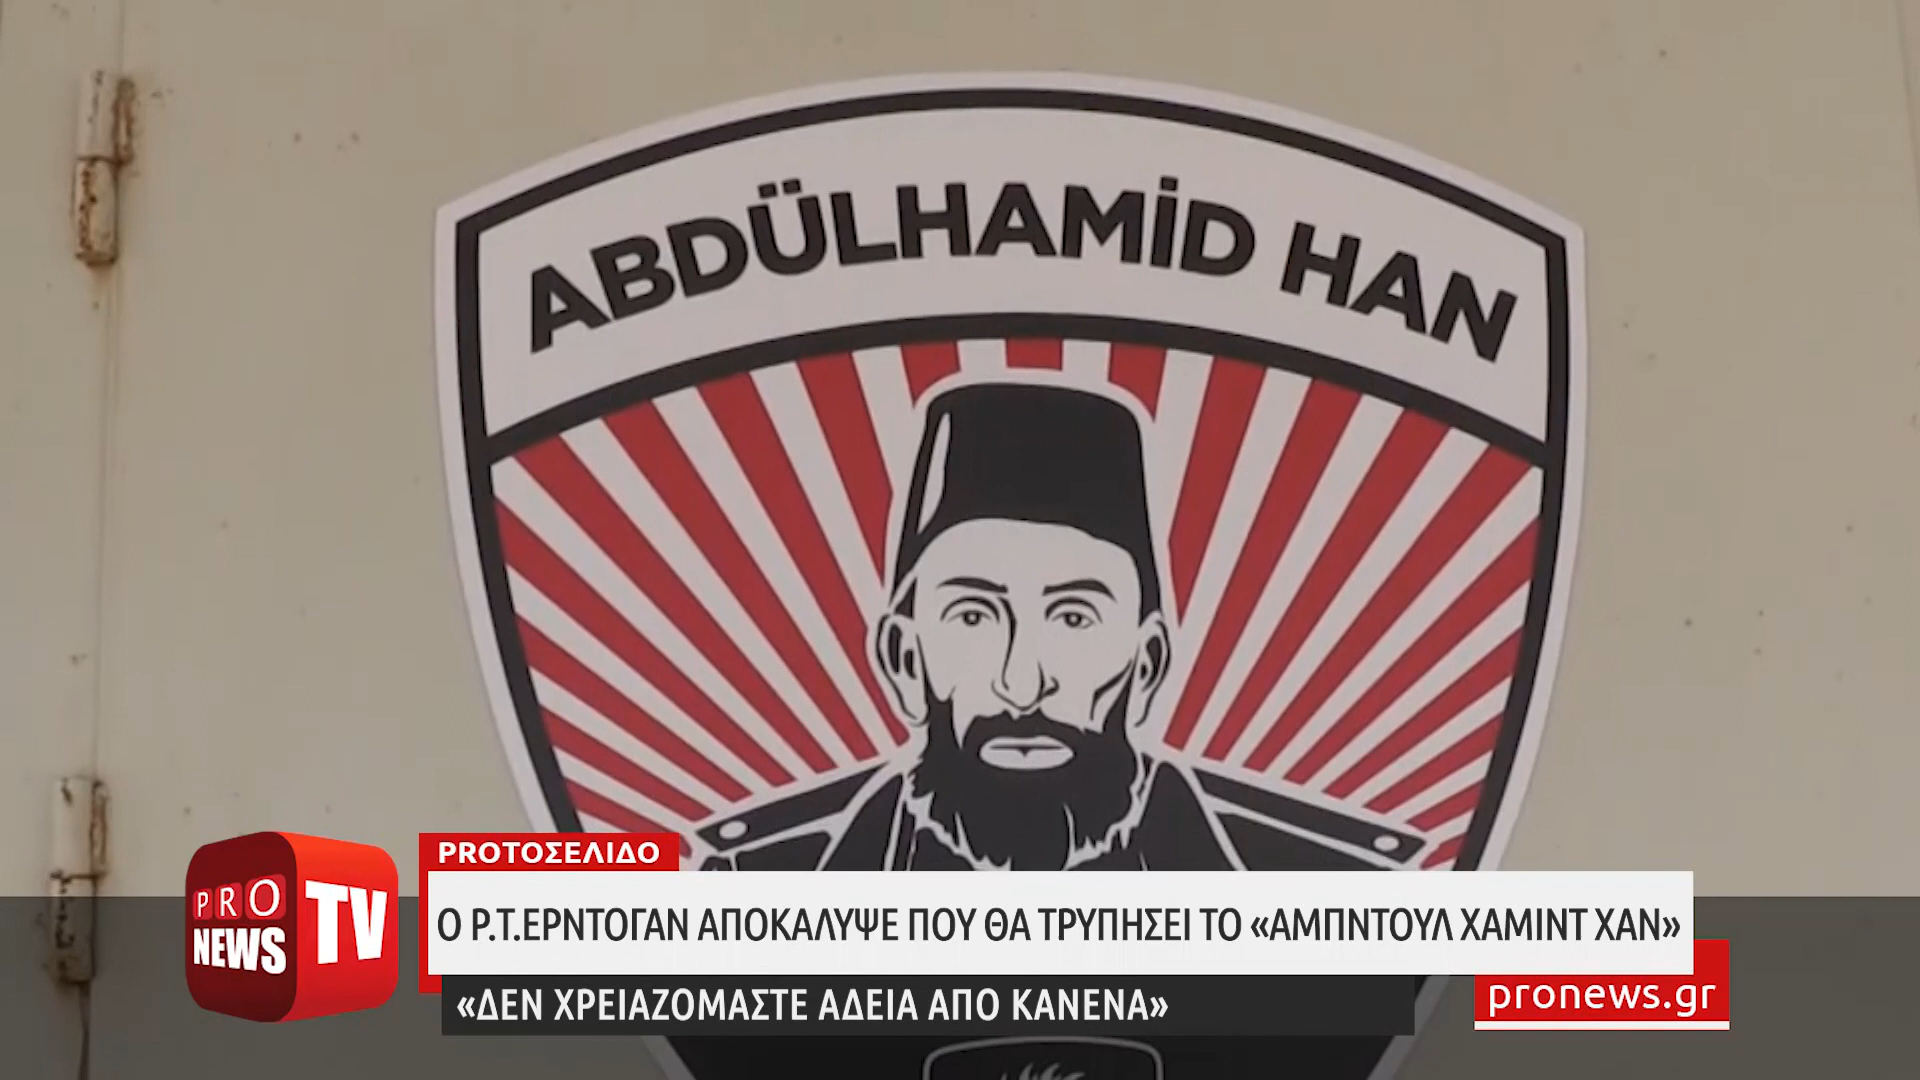 ABDÜLHAMİD HAN
PROTOΣΕΛΙΔΟ
PRO
NEWS
TV
Ο Ρ.Τ.ΕΡΝΤΟΓΑΝ ΑΠΟΚΑΛΥΨΕ ΠΟΥ ΘΑ ΤΡΥΠΗΣΕΙ ΤΟ «ΑΜΠΝΤΟΥΛ ΧΑΜΙΝΤ ΧΑΝ»
«ΔΕΝ ΧΡΕΙΑΖΟΜΑΣΤΕ ΑΔΕΙΑ ΑΠΟ ΚΑΝΕΝΑ»
pronews.gr